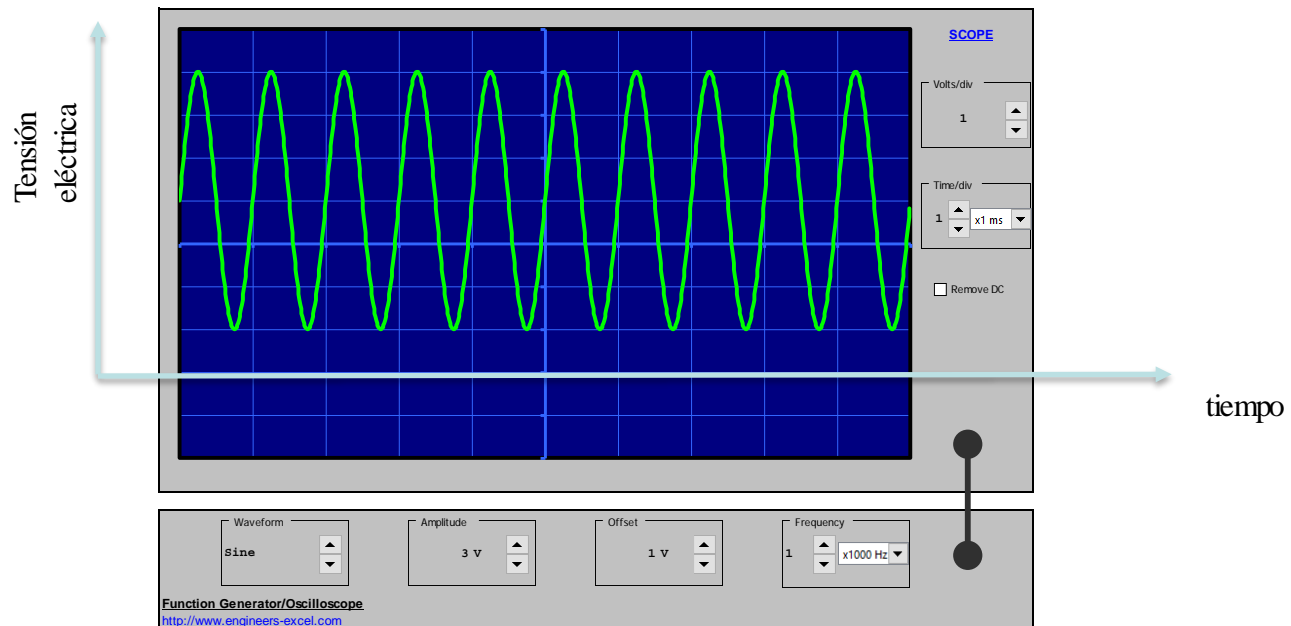 Tensión
eléctrica
SCOPE
Volts/div
1
Time/div
1
x1 ms
Remove DC
tiempo
Waveform
Sine
Amplitude
3 V
Offset
1 V
Frequency
1
x1000 Hz
Function Generator/Oscilloscope
http://www.engineers-excel.com